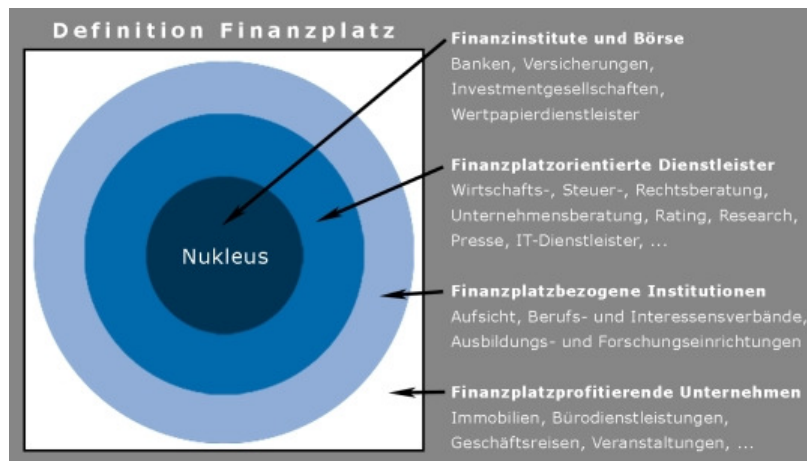 Definition Finanzplatz
Nukleus
Finanzinstitute und Börse
Banken, Versicherungen,
Investmentgesellschaften,
Wertpapierdienstleister
Finanzplatzorientierte Dienstleister
Wirtschafts-, Steuer-, Rechtsberatung,
Unternehmensberatung, Rating, Research,
Presse, IT-Dienstleister, ...
Finanzplatzbezogene Institutionen
Aufsicht, Berufs- und Interessensverbände,
Ausbildungs- und Forschungseinrichtungen
Finanzplatzprofitierende Unternehmen
Immobilien, Bürodienstleistungen,
Geschäftsreisen, Veranstaltungen, ...